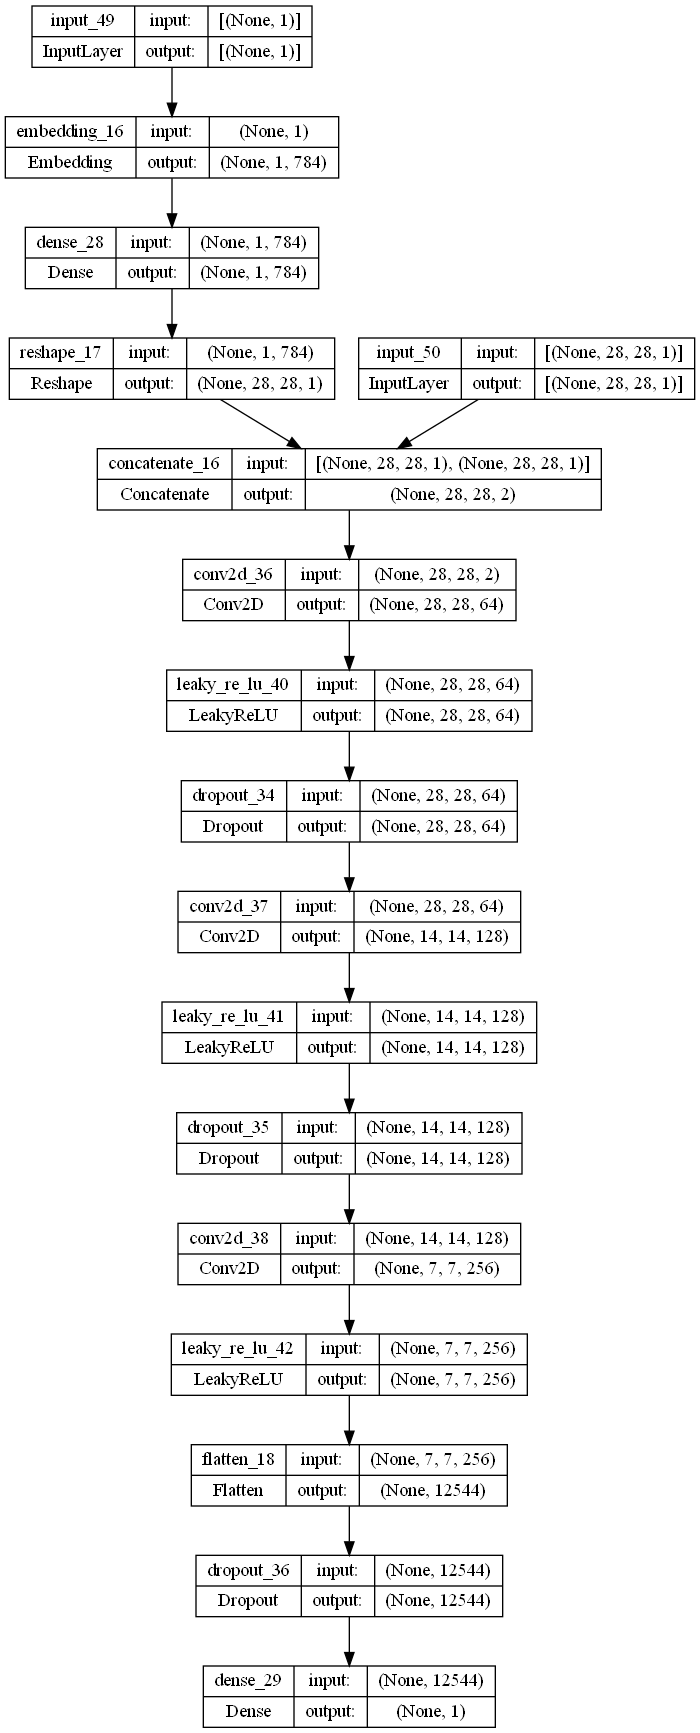 input_49 input: [(None, 1)]
InputLayer output: [(None, 1)]
embedding_16 input: (None, 1)
Embedding output: (None, 1, 784)
dense_28 input: (None, 1, 784)
Dense output: (None, 1, 784)
reshape_17 input: (None, 1, 784)
Reshape output: (None, 28, 28, 1)
input_50 input: [(None, 28, 28, 1)]
InputLayer output: [(None, 28, 28, 1)]
concatenate_16 input: [(None, 28, 28, 1), (None, 28, 28, 1)]
Concatenate output: (None, 28, 28, 2)
conv2d_36 input: (None, 28, 28, 2)
Conv2D output: (None, 28, 28, 64)
leaky_re_lu_40 input: (None, 28, 28, 64)
LeakyReLU output: (None, 28, 28, 64)
dropout_34 input: (None, 28, 28, 64)
Dropout output: (None, 28, 28, 64)
conv2d_37 input: (None, 28, 28, 64)
Conv2D output: (None, 14, 14, 128)
leaky_re_lu_41 input: (None, 14, 14, 128)
LeakyReLU output: (None, 14, 14, 128)
dropout_35 input: (None, 14, 14, 128)
Dropout output: (None, 14, 14, 128)
conv2d_38 input: (None, 14, 14, 128)
Conv2D output: (None, 7, 7, 256)
leaky_re_lu_42 input: (None, 7, 7, 256)
LeakyReLU output: (None, 7, 7, 256)
flatten_18 input: (None, 7, 7, 256)
Flatten output: (None, 12544)
dropout_36 input: (None, 12544)
Dropout output: (None, 12544)
dense_29 input: (None, 12544)
Dense output: (None, 1)